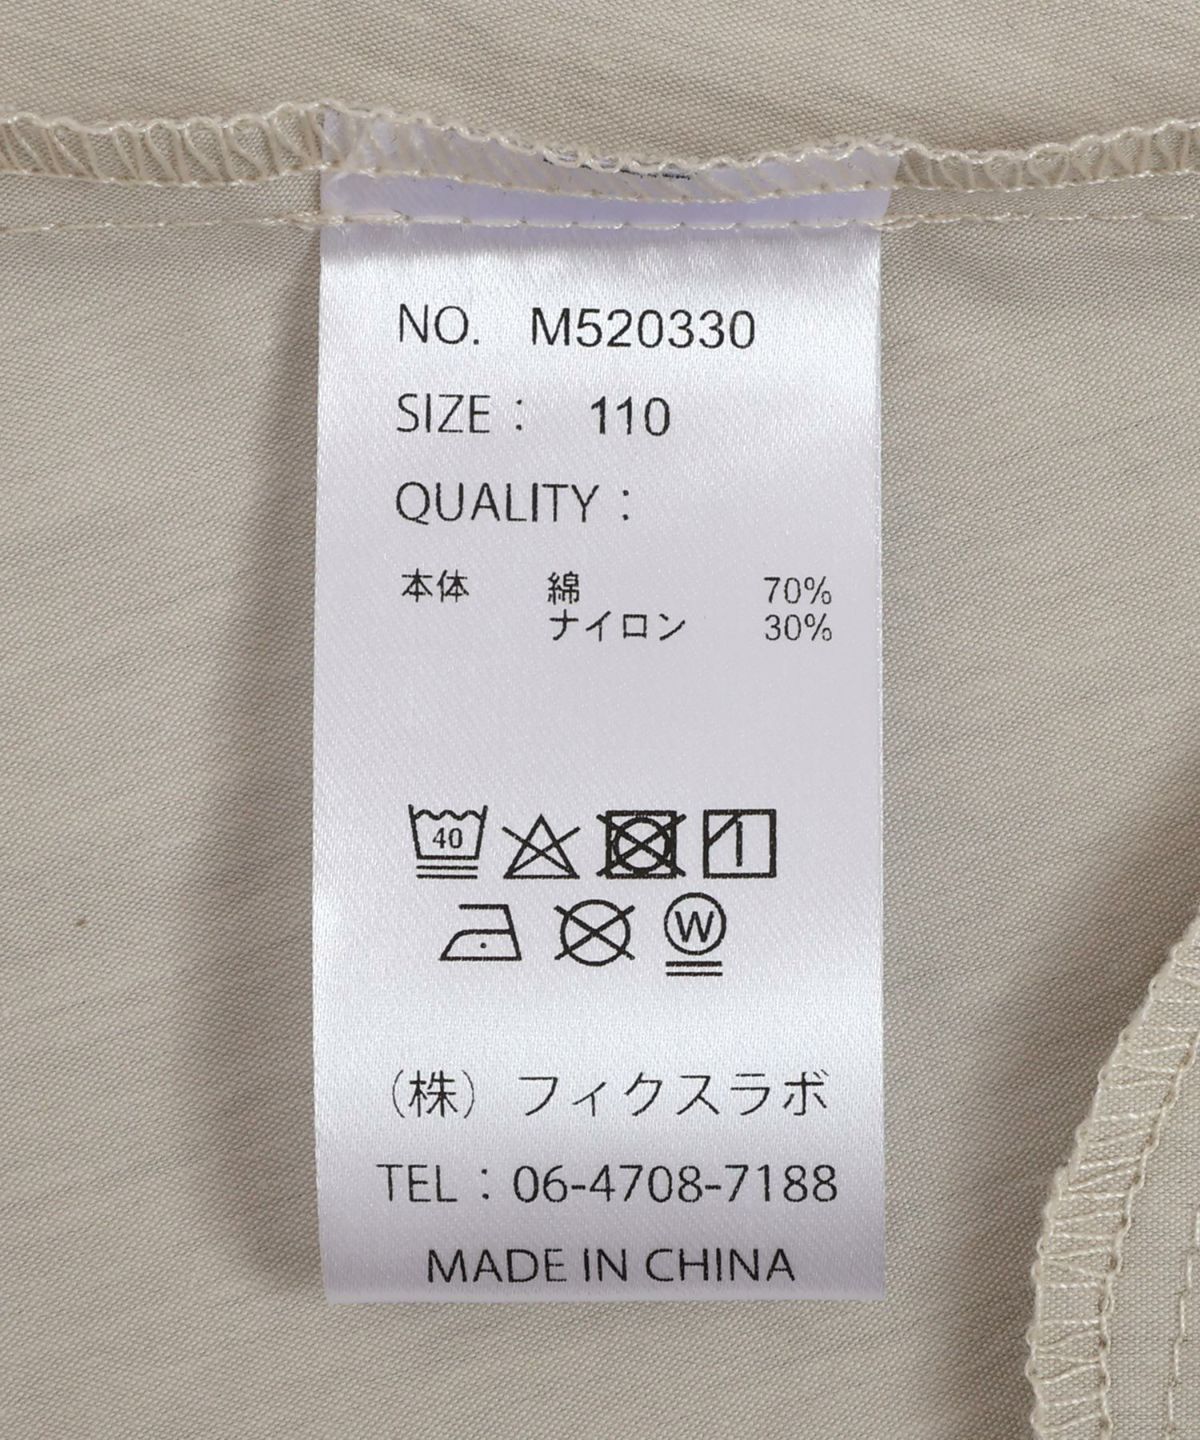 NO. M520330
SIZE： 110
QUALITY：
本体 綿 70%
ナイロン 30%
40
W
（株）フィクスラボ
TEL：06-4708-7188
MADE IN CHINA